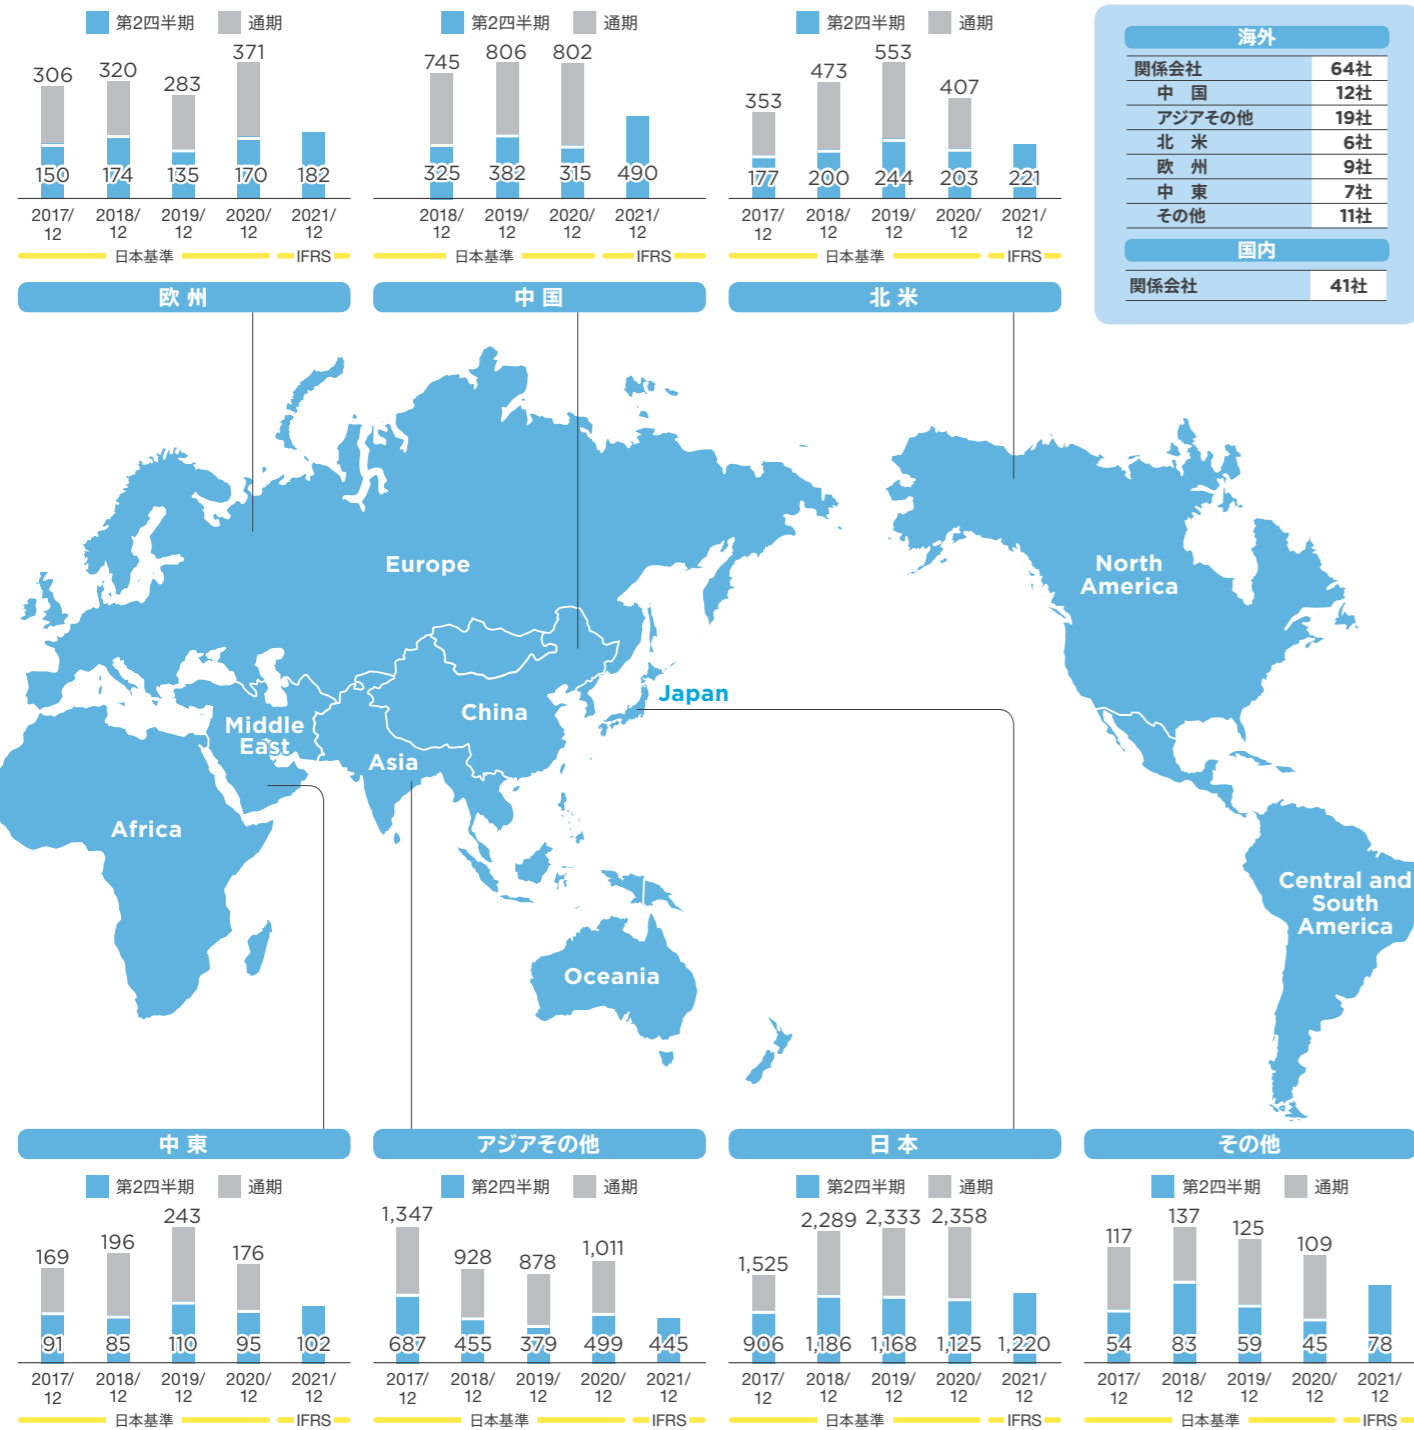 第2四半期 通期
306 320 283 371
150 174 135 170 182
2017/12 2018/12 2019/12 2020/12 2021/12
日本基準 IFRS
欧 州
第2四半期 通期
745 806 802
325 382 315 490
2018/12 2019/12 2020/12 2021/12
日本基準 IFRS
中 国
第2四半期 通期
353 473 553 407
177 200 244 203 221
2017/12 2018/12 2019/12 2020/12 2021/12
日本基準 IFRS
北 米
海外
関係会社 64社
中 国 12社
アジアその他 19社
北 米 6社
欧 州 9社
中 東 7社
その他 11社
国内
関係会社 41社
Europe
North
America
Japan
China
Middle
East
Asia
Africa
Central and
South
America
Oceania
中 東
第2四半期 通期
169 196 243 176
91 85 110 95 102
2017/12 2018/12 2019/12 2020/12 2021/12
日本基準 IFRS
アジアその他
第2四半期 通期
1,347 928 878 1,011
687 455 379 499 445
2017/12 2018/12 2019/12 2020/12 2021/12
日本基準 IFRS
日 本
第2四半期 通期
1,525 2,289 2,333 2,358
906 1,186 1,168 1,125 1,220
2017/12 2018/12 2019/12 2020/12 2021/12
日本基準 IFRS
その他
第2四半期 通期
117 137 125 109
54 83 59 45 78
2017/12 2018/12 2019/12 2020/12 2021/12
日本基準 IFRS